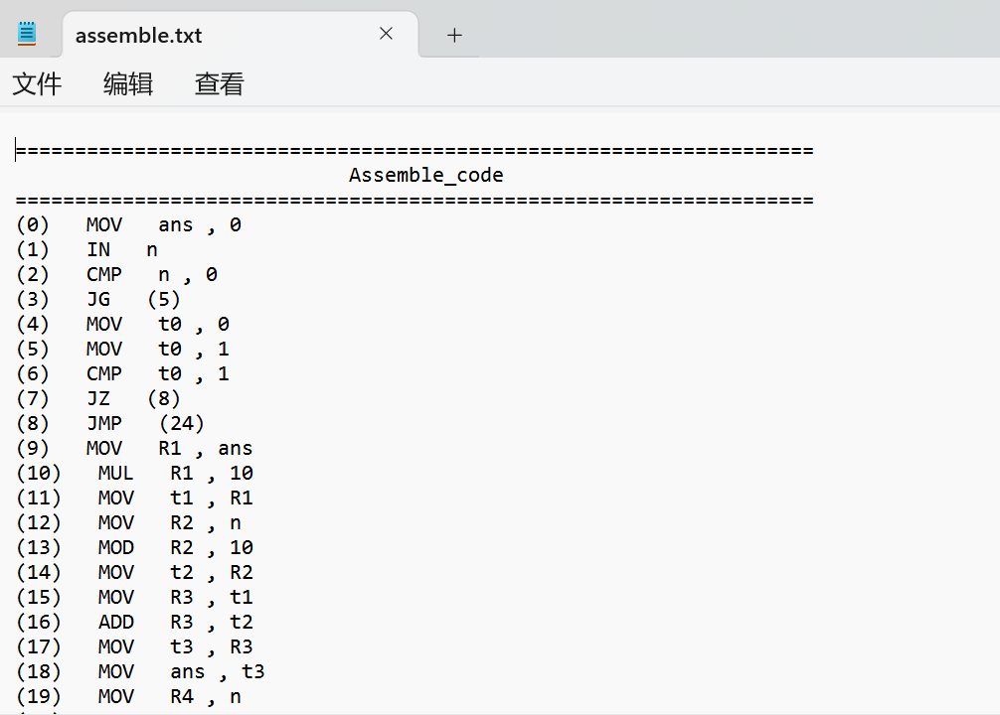 assemble.txt
文件 编辑 查看
===================================================================
Assemble_code
===================================================================
(0) MOV ans , 0
(1) IN n
(2) CMP n , 0
(3) JG (5)
(4) MOV t0 , 0
(5) MOV t0 , 1
(6) CMP t0 , 1
(7) JZ (8)
(8) JMP (24)
(9) MOV R1 , ans
(10) MUL R1 , 10
(11) MOV t1 , R1
(12) MOV R2 , n
(13) MOD R2 , 10
(14) MOV t2 , R2
(15) MOV R3 , t1
(16) ADD R3 , t2
(17) MOV t3 , R3
(18) MOV ans , t3
(19) MOV R4 , n